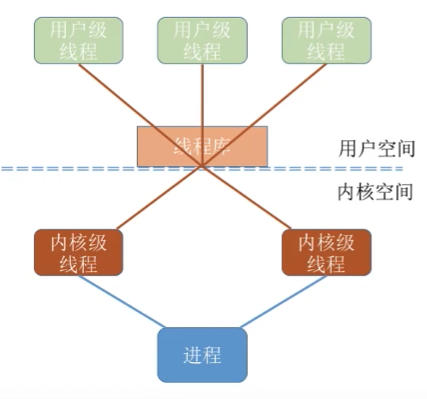 用户级 用户级 用户级
线程 线程 线程
线程库
用户空间
内核空间
内核级 内核级
线程 线程
进程